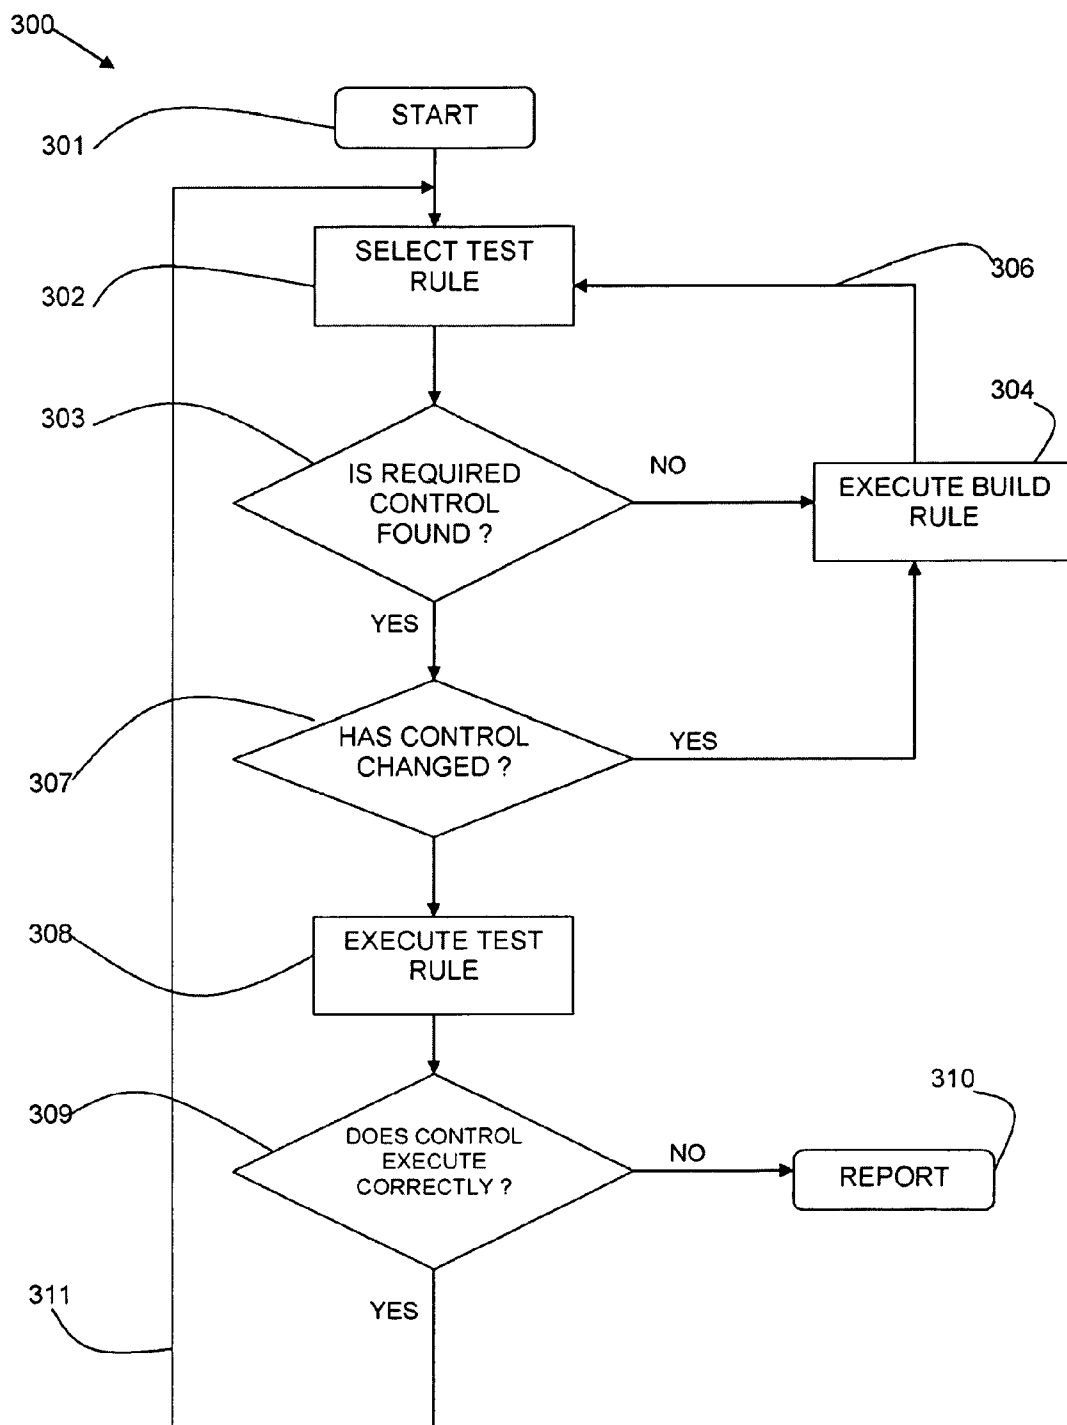 300
START
301
SELECT TEST
RULE
302
306
303
304
IS REQUIRED
CONTROL
FOUND ?
NO
EXECUTE BUILD
RULE
YES
HAS CONTROL
CHANGED ?
YES
307
308
EXECUTE TEST
RULE
309
310
DOES CONTROL
EXECUTE
CORRECTLY ?
NO
REPORT
311
YES